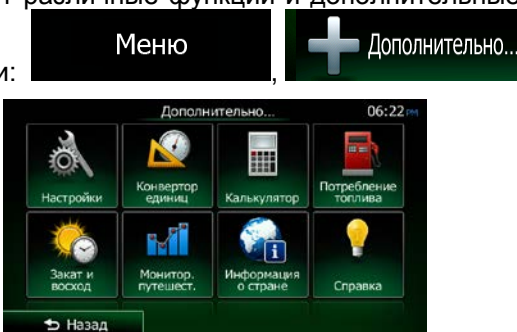 т различные функции и дополнительные
и: Меню, Дополнительно...
Дополнительно... 06:22 PM
Настройки
Конвертор
единиц
Калькулятор
Потребление
топлива
Закат и
восход
Монитор.
путешест.
Информация
о стране
Справка
Назад